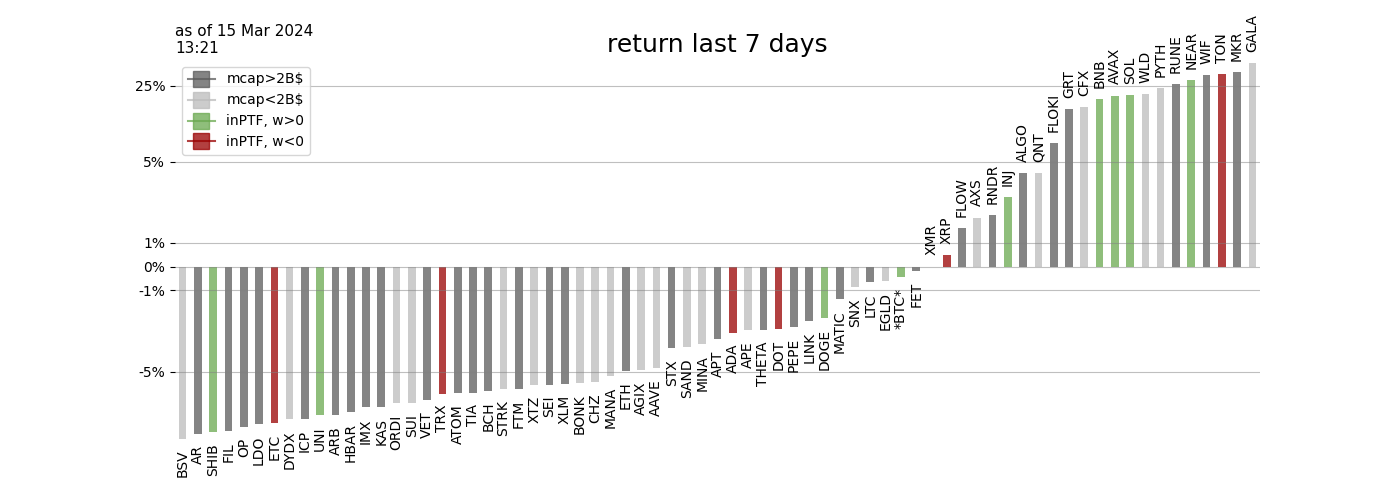 as of 15 Mar 2024
13:21
return last 7 days
mcap>2B$
mcap<2B$
inPTF, w>0
inPTF, w<0
25%
5%
1%
0%
-1%
-5%
BSV
AR
SHIB
FIL
OP
LDO
ETC
DYDX
ICP
UNI
ARB
HBAR
IMX
KAS
ORDI
SUI
VET
TRX
ATOM
TIA
BCH
STRK
FTM
XTZ
SEI
XLM
BONK
CHZ
MANA
ETH
AGIX
AAVE
STX
SAND
MINA
APT
ADA
APE
THETA
DOT
PEPE
LINK
DOGE
MATIC
SNX
LTC
EGLD
*BTC*
FET
XMR
XRP
FLOW
AXS
RNDR
INJ
ALGO
QNT
FLOKI
GRT
CFX
BNB
AVAX
SOL
WLD
PYTH
RUNE
NEAR
WIF
TON
MKR
GALA